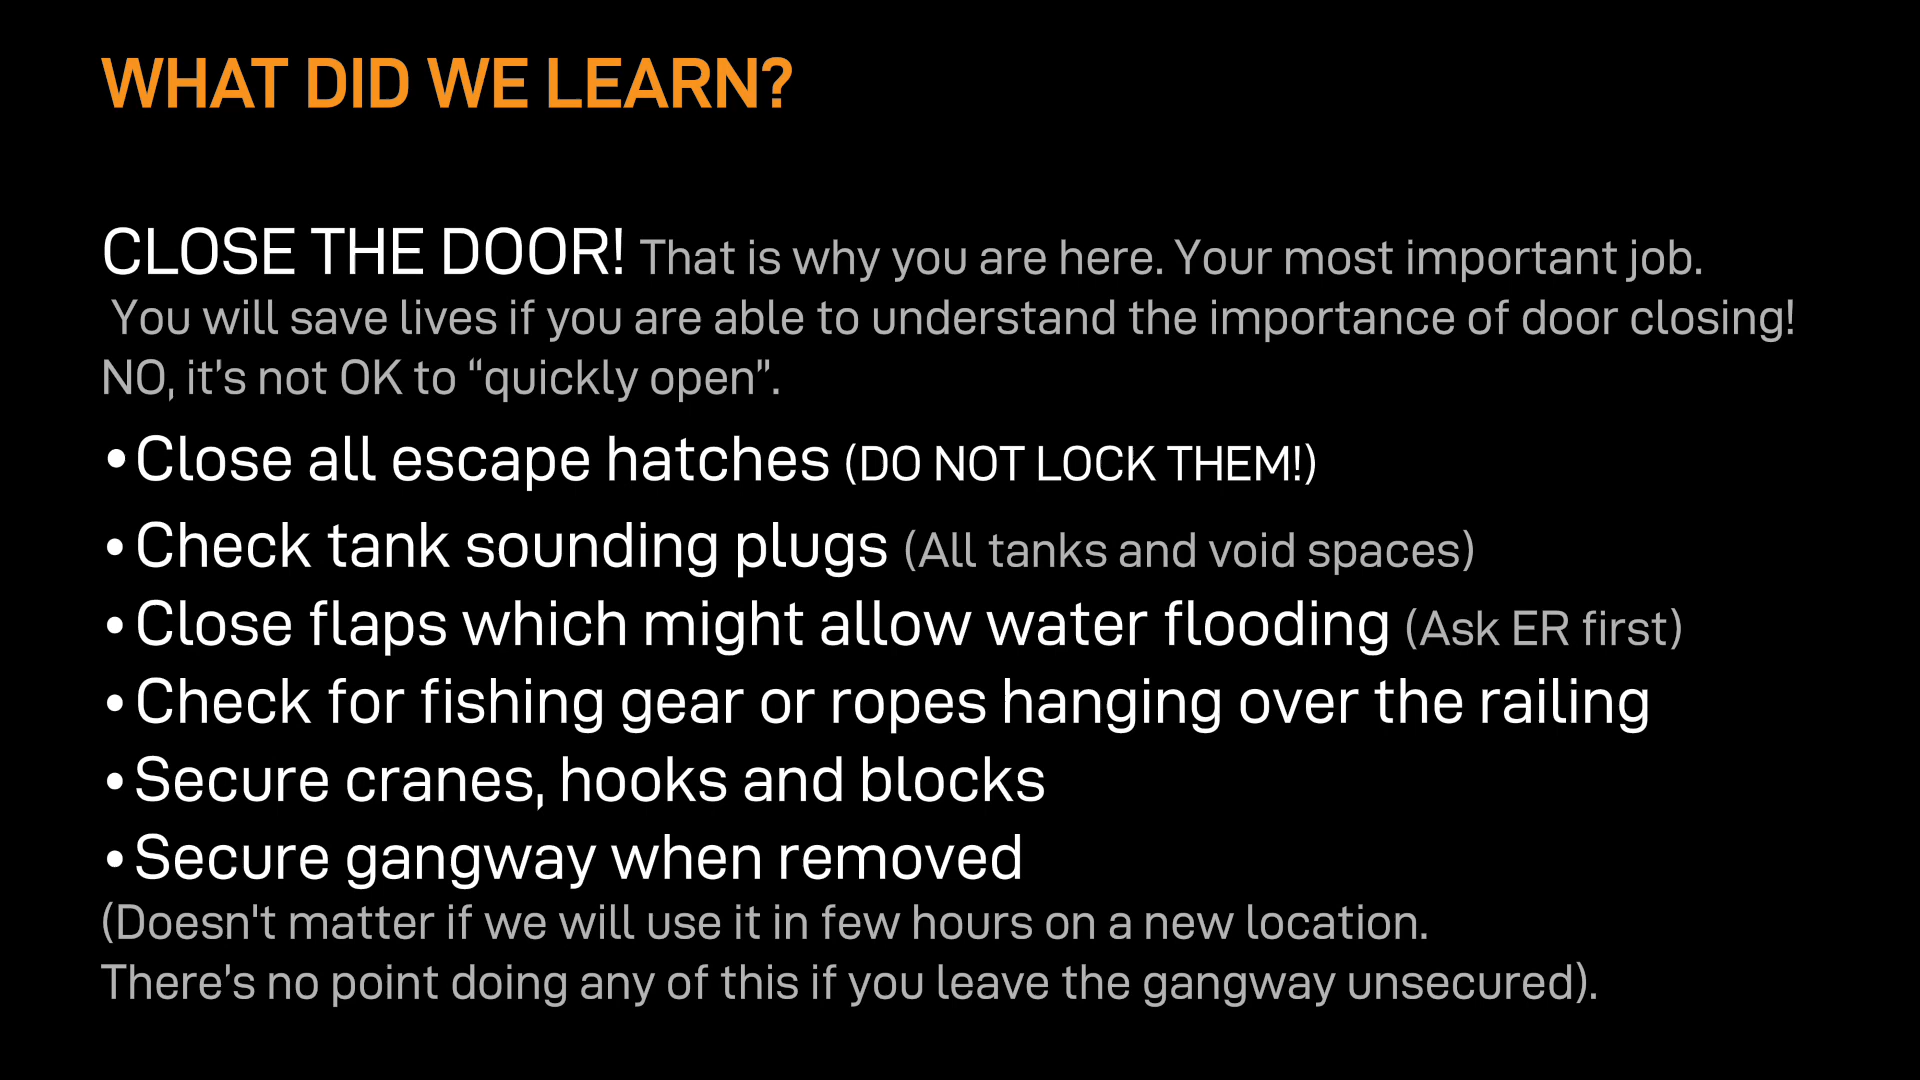 WHAT DID WE LEARN?
CLOSE THE DOOR! That is why you are here. Your most important job.
You will save lives if you are able to understand the importance of door closing!
NO, it’s not OK to “quickly open”.
•Close all escape hatches (DO NOT LOCK THEM!)
•Check tank sounding plugs (All tanks and void spaces)
•Close flaps which might allow water flooding (Ask ER first)
•Check for fishing gear or ropes hanging over the railing
•Secure cranes, hooks and blocks
•Secure gangway when removed
(Doesn't matter if we will use it in few hours on a new location.
There’s no point doing any of this if you leave the gangway unsecured).